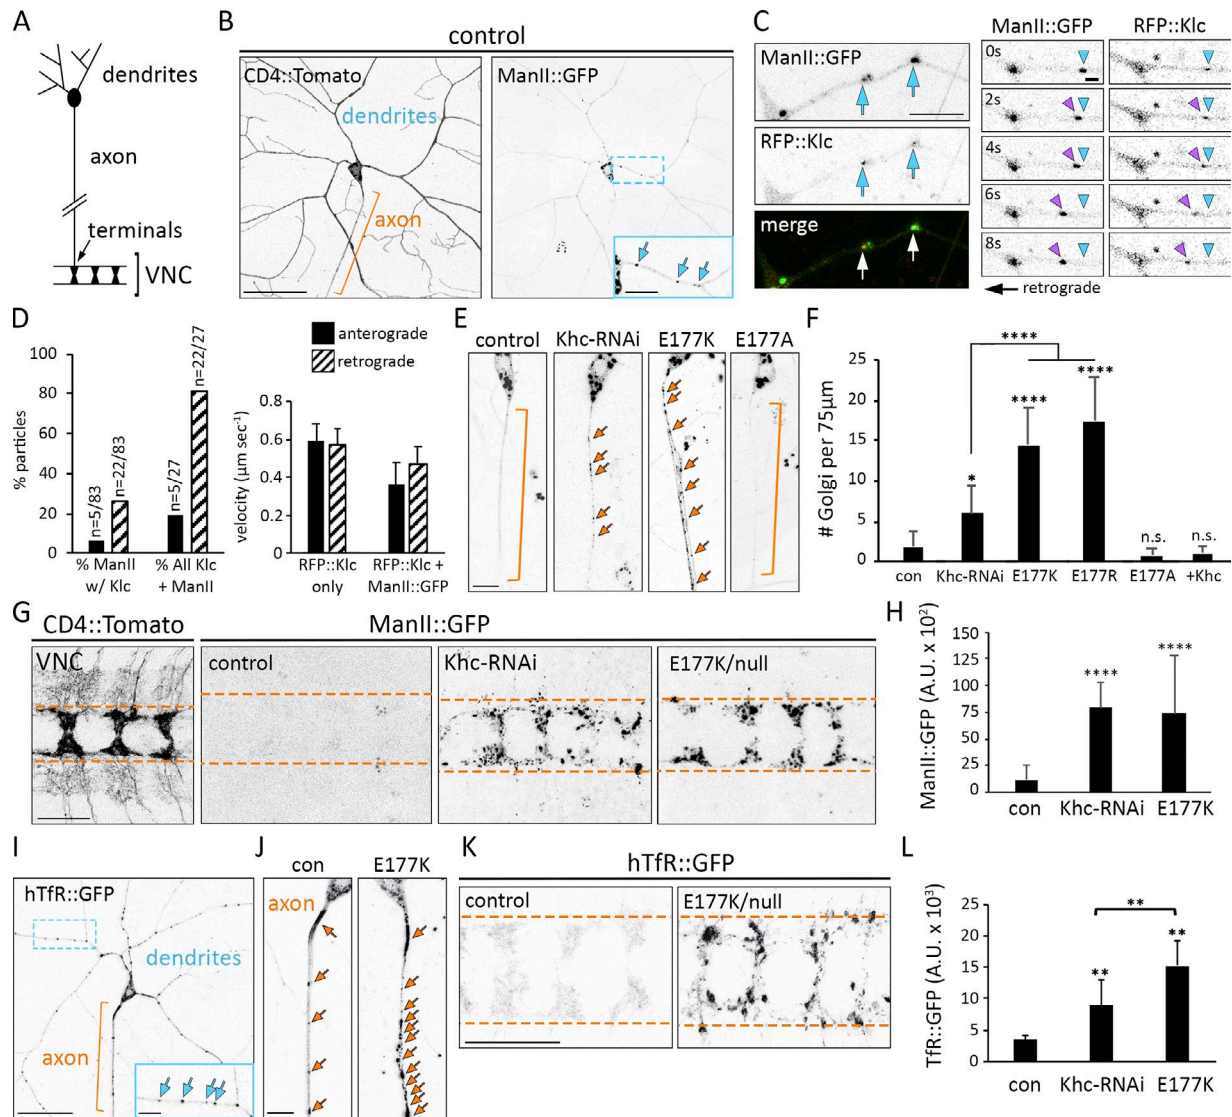 A
dendrites
axon
terminals
VNC
B
control
CD4::Tomato
dendrites
axon
ManII::GFP
C
ManII::GFP
RFP::Klc
merge
ManII::GFP
RFP::Klc
0s
2s
4s
6s
8s
retrograde
D
anterograde
retrograde
% particles
100
80
60
40
20
0
n=5/83
n=22/83
n=5/27
n=22/27
% ManII
w/ Klc
% All Klc
+ ManII
velocity (µm sec⁻¹)
0.8
0.6
0.4
0.2
0
RFP::Klc
only
RFP::Klc +
ManII::GFP
E
control
Khc-RNAi
E177K
E177A
F
# Golgi per 75µm
25
20
15
10
5
0
****
*
****
****
n.s.
n.s.
con
Khc-RNAi
E177K
E177R
E177A
+Khc
G
CD4::Tomato
ManII::GFP
VNC
control
Khc-RNAi
E177K/null
H
ManII::GFP (A.U. x 10²)
150
125
100
75
50
25
0
****
****
con
Khc-RNAi
E177K
I
hTfR::GFP
dendrites
axon
J
con
E177K
axon
K
hTfR::GFP
control
E177K/null
L
TfR::GFP (A.U. x 10³)
25
20
15
10
5
0
**
**
**
con
Khc-RNAi
E177K